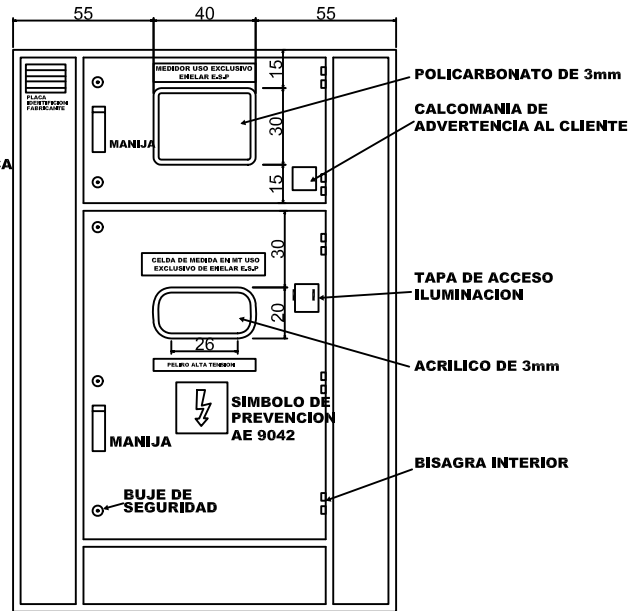 55
40
55
MEDIDOR USO EXCLUSIVO
ENELAR E.S.P
15
PLACA
IDENTIFICION
FABRICANTE
MANIJA
30
15
POLICARBONATO DE 3mm
CALCOMANIA DE
ADVERTENCIA AL CLIENTE
CA
30
CELDA DE MEDIDA EN MT USO
EXCLUSIVO DE ENELAR E.S.P
20
26
TAPA DE ACCESO
ILUMINACION
PELIRO ALTA TENSION
ACRILICO DE 3mm
SIMBOLO DE
PREVENCION
AE 9042
MANIJA
BISAGRA INTERIOR
BUJE DE
SEGURIDAD